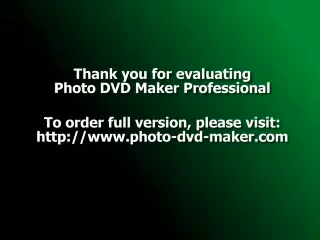 Thank you for evaluating
Photo DVD Maker Professional
To order full version, please visit:
http://www.photo-dvd-maker.com